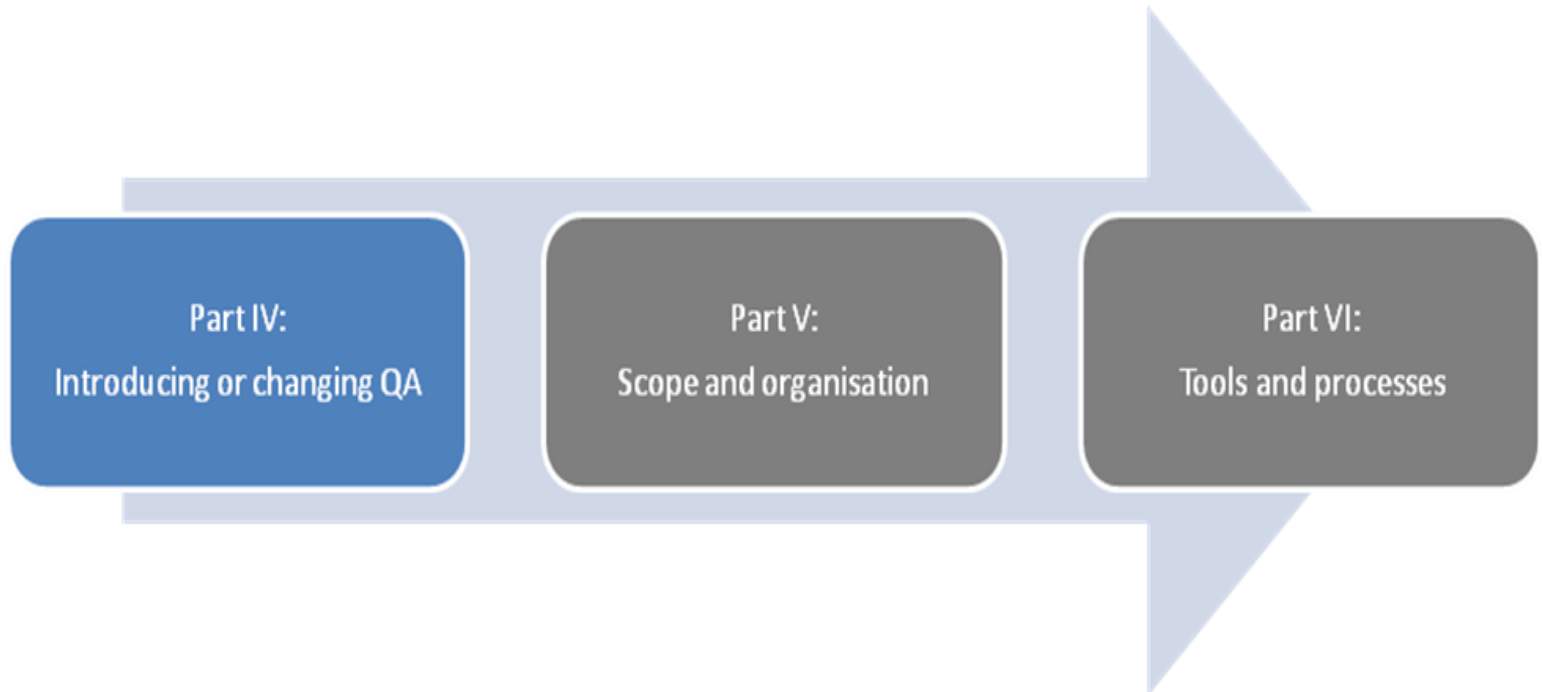 Part IV:
Introducing or changing QA
Part V:
Scope and organisation
Part VI:
Tools and processes